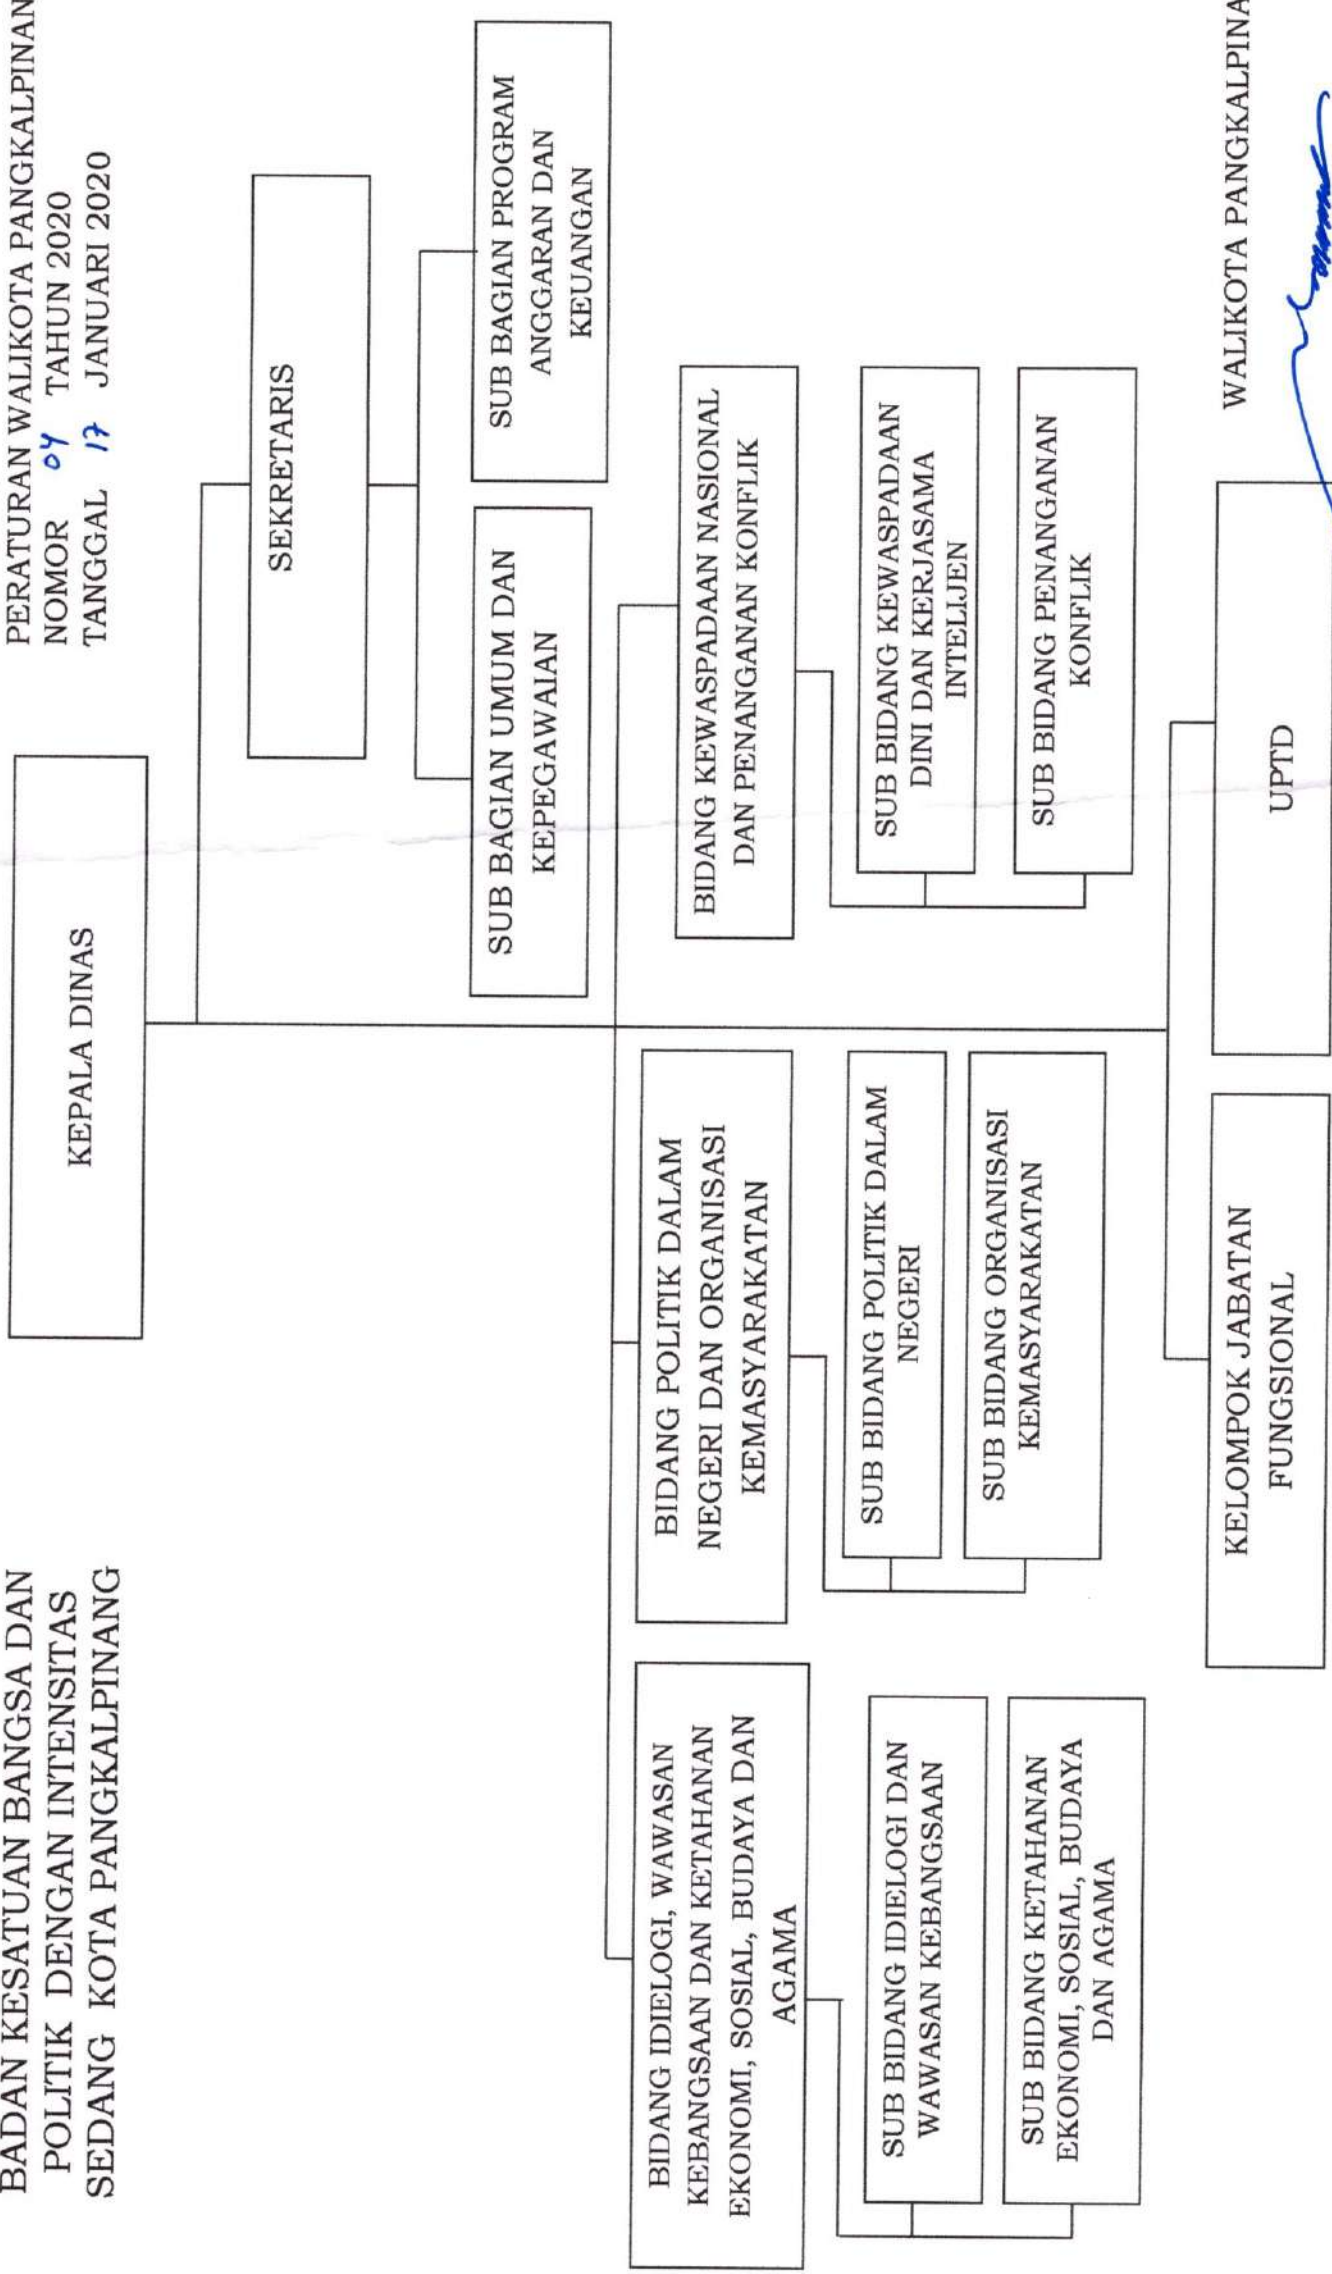 BADAN KESATUAN BANGSA DAN
POLITIK DENGAN INTENSITAS
SEDANG KOTA PANGKALPINANG
PERATURAN WALIKOTA PANGKALPINAN
NOMOR 04 TAHUN 2020
TANGGAL 17 JANUARI 2020
KEPALA DINAS
SEKRETARIS
SUB BAGIAN UMUM DAN
KEPEGAWAIAN
SUB BAGIAN PROGRAM
ANGGARAN DAN
KEUANGAN
BIDANG IDIELOGI, WAWASAN
KEBANGSAAN DAN KETAHANAN
EKONOMI, SOSIAL, BUDAYA DAN
AGAMA
SUB BIDANG IDIELOGI DAN
WAWASAN KEBANGSAAN
SUB BIDANG KETAHANAN
EKONOMI, SOSIAL, BUDAYA
DAN AGAMA
BIDANG POLITIK DALAM
NEGERI DAN ORGANISASI
KEMASYARAKATAN
SUB BIDANG POLITIK DALAM
NEGERI
SUB BIDANG ORGANISASI
KEMASYARAKATAN
BIDANG KEWASPADAAN NASIONAL
DAN PENANGANAN KONFLIK
SUB BIDANG KEWASPADAAN
DINI DAN KERJASAMA
INTELIJEN
SUB BIDANG PENANGANAN
KONFLIK
KELOMPOK JABATAN
FUNGSIONAL
UPTD
WALIKOTA PANGKALPINA